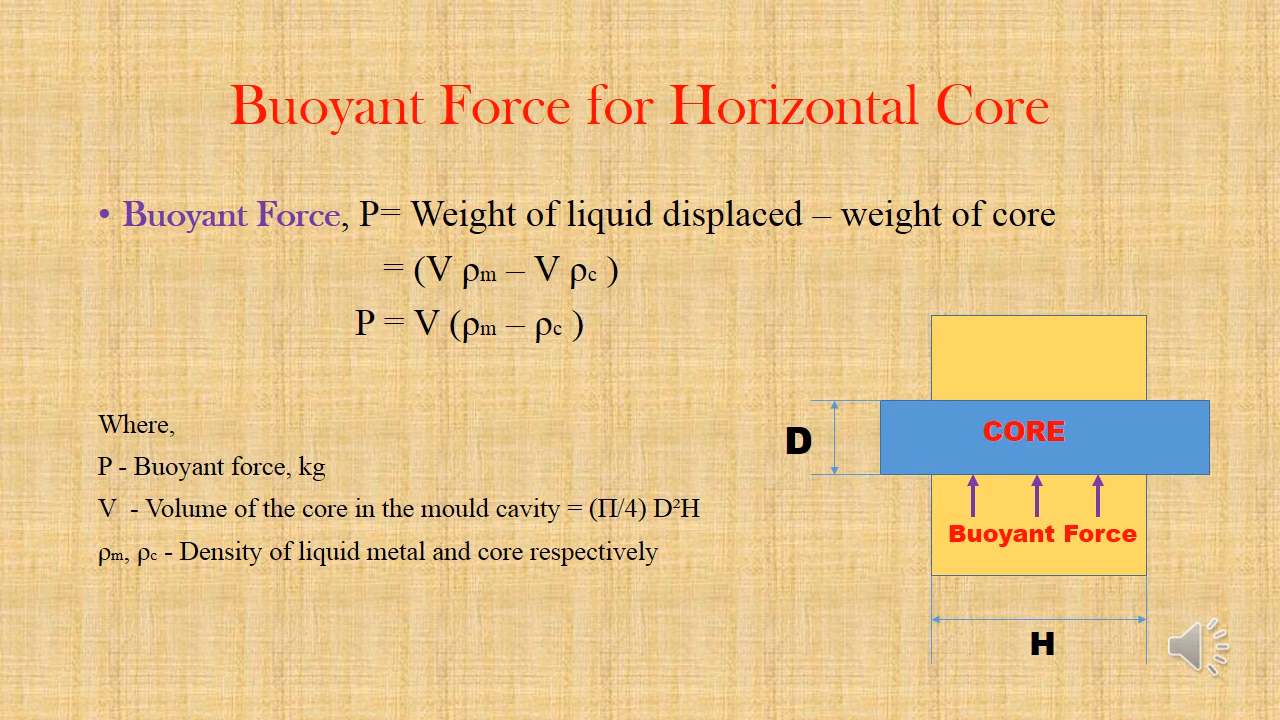 Buoyant Force for Horizontal Core
• Buoyant Force, P= Weight of liquid displaced – weight of core
= (V ρm – V ρc )
P = V (ρm – ρc )
Where,
P - Buoyant force, kg
V - Volume of the core in the mould cavity = (Π/4) D²H
ρm, ρc - Density of liquid metal and core respectively
CORE
D
Buoyant Force
H